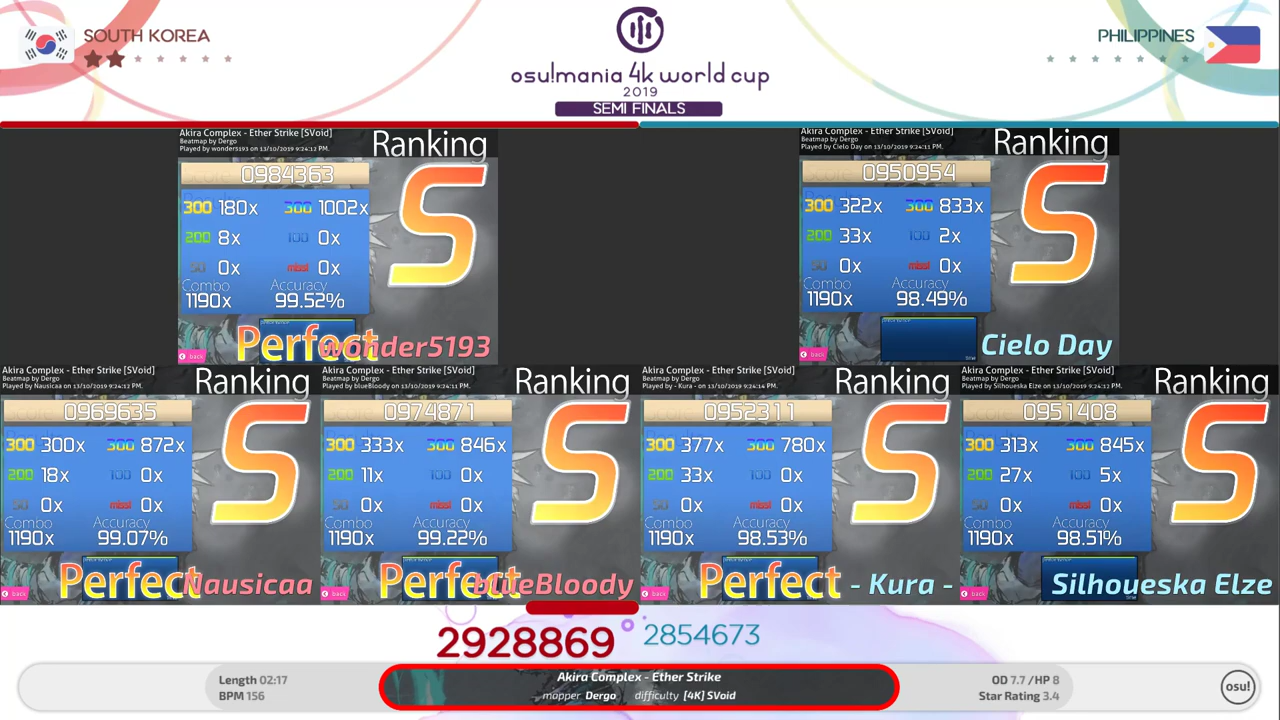 SOUTH KOREA
PHILIPPINES
osu!mania 4k world cup
2019
SEMI FINALS
Akira Complex - Ether Strike [SVoid]
Beatmap by Dergo
Played by wonder5193 on 13/10/2019 9:24:12 PM.
Ranking
0984363
300 180x 300 1002x
200 8x 100 0x
50 0x miss! 0x
Combo Accuracy
1190x 99.52%
S
Perfect
wonder5193
back
Akira Complex - Ether Strike [SVoid]
Beatmap by Dergo
Played by Cielo Day on 13/10/2019 9:24:11 PM.
Ranking
0950954
300 322x 300 833x
200 33x 100 2x
50 0x miss! 0x
Combo Accuracy
1190x 98.49%
S
Cielo Day
back
Akira Complex - Ether Strike [SVoid]
Beatmap by Dergo
Played by Nausicaa on 13/10/2019 9:24:12 PM.
Ranking
0969635
300 300x 300 872x
200 18x 100 0x
50 0x miss! 0x
Combo Accuracy
1190x 99.07%
S
Perfect
Nausicaa
back
Akira Complex - Ether Strike [SVoid]
Beatmap by Dergo
Played by blueBloody on 13/10/2019 9:24:11 PM.
Ranking
0974871
300 333x 300 846x
200 11x 100 0x
50 0x miss! 0x
Combo Accuracy
1190x 99.22%
S
Perfect
blueBloody
back
Akira Complex - Ether Strike [SVoid]
Beatmap by Dergo
Played by - Kura - on 13/10/2019 9:24:14 PM.
Ranking
0952311
300 377x 300 780x
200 33x 100 0x
50 0x miss! 0x
Combo Accuracy
1190x 98.53%
S
Perfect
- Kura -
back
Akira Complex - Ether Strike [SVoid]
Beatmap by Dergo
Played by Silhoueska Elze on 13/10/2019 9:24:12 PM.
Ranking
0951408
300 313x 300 845x
200 27x 100 5x
50 0x miss! 0x
Combo Accuracy
1190x 98.51%
S
Silhoueska Elze
back
2928869
2854673
Length 02:17
BPM 156
Akira Complex - Ether Strike
mapper Dergo difficulty [4K] SVoid
OD 7.7 / HP 8
Star Rating 3.4
osu!